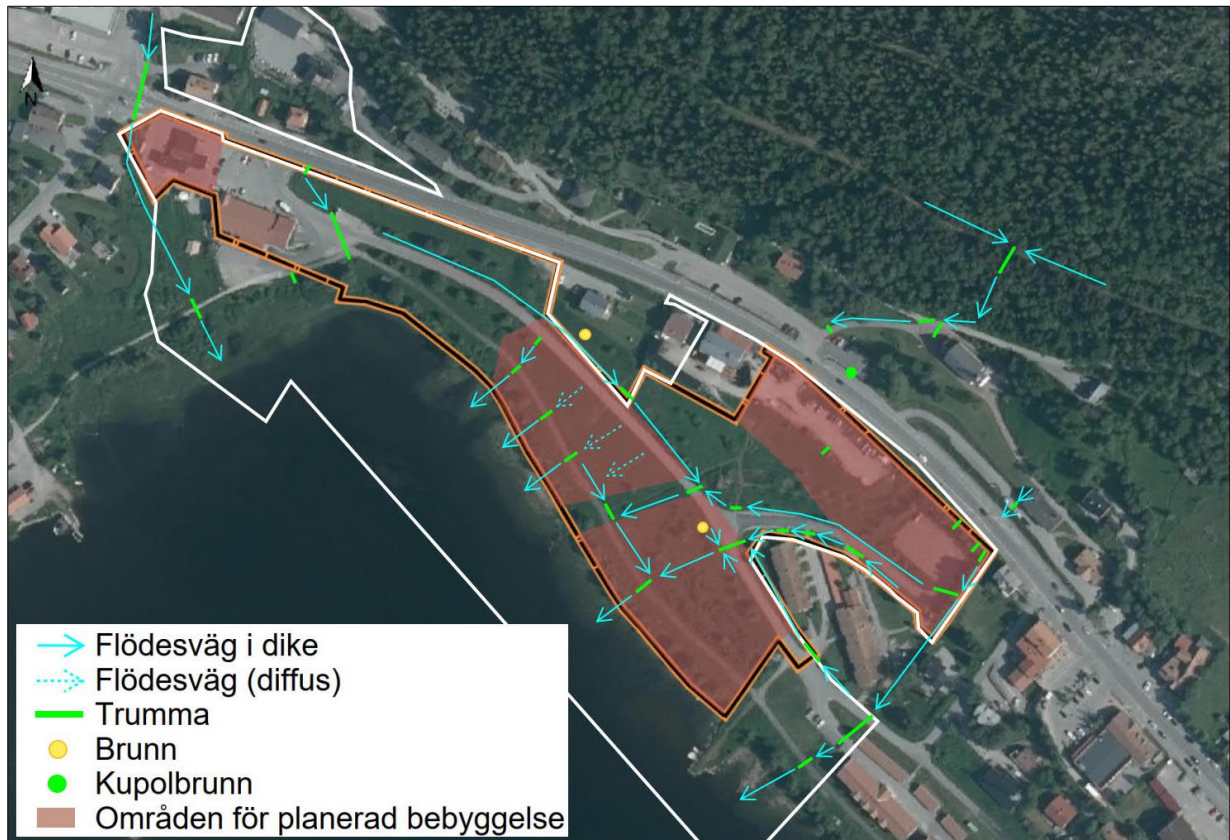 N
Flödesväg i dike
Flödesväg (diffus)
Trumma
Brunn
Kupolbrunn
Områden för planerad bebyggelse